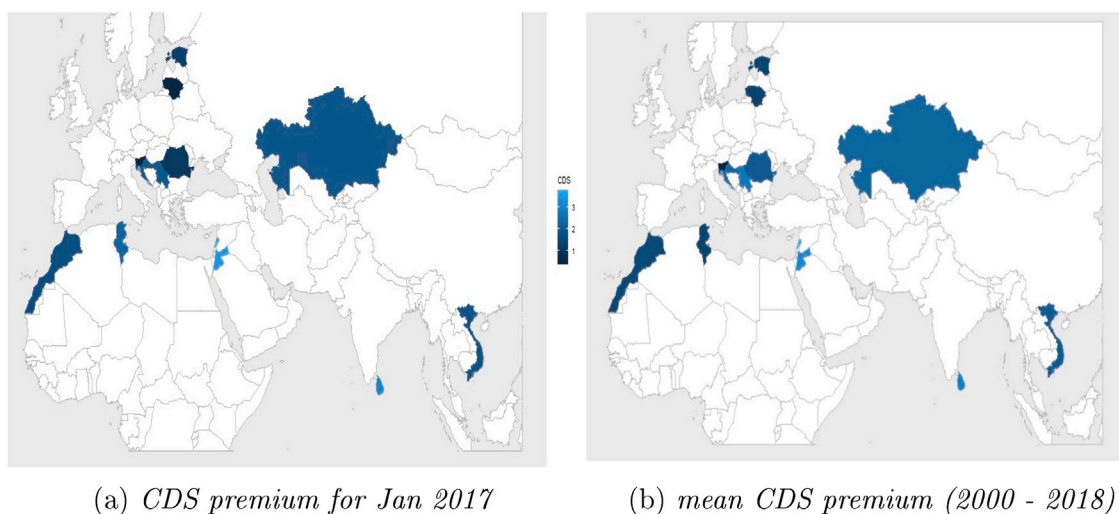 CDS
3
2
1
(a) CDS premium for Jan 2017
(b) mean CDS premium (2000 - 2018)